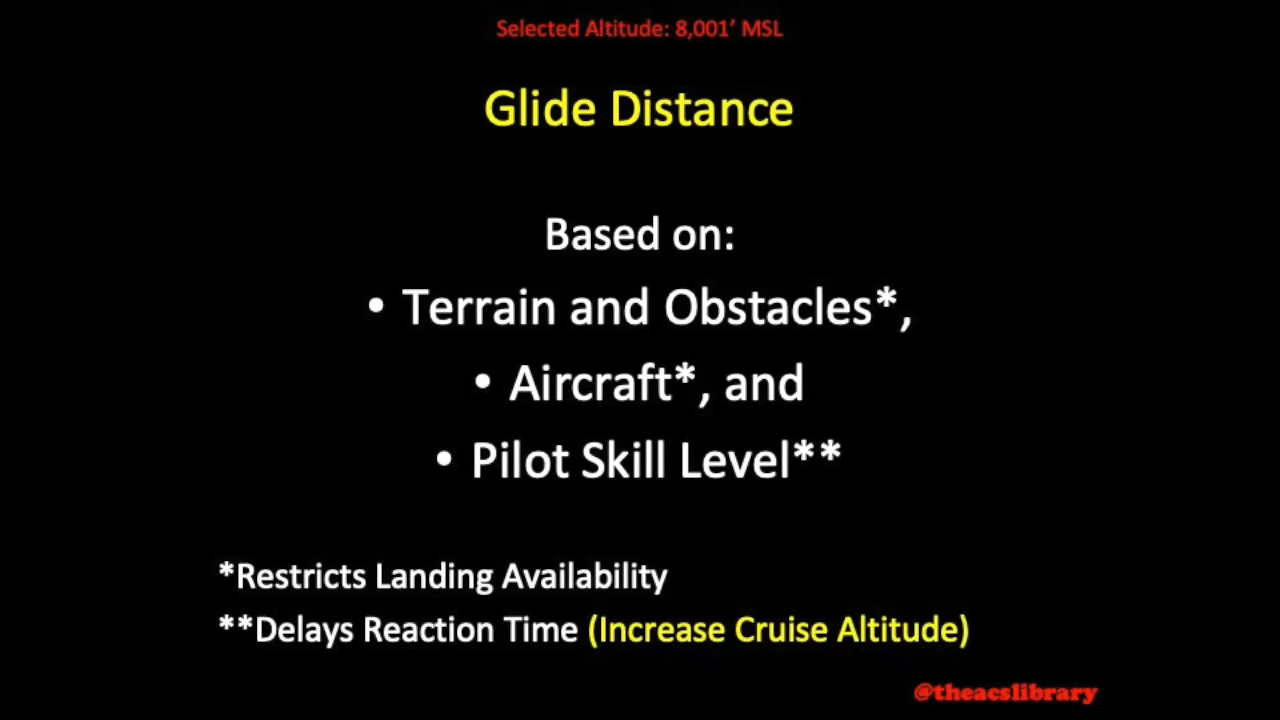 Selected Altitude: 8,001’ MSL
Glide Distance
Based on:
• Terrain and Obstacles*,
• Aircraft*, and
• Pilot Skill Level**
*Restricts Landing Availability
**Delays Reaction Time (Increase Cruise Altitude)
@theacslibrary